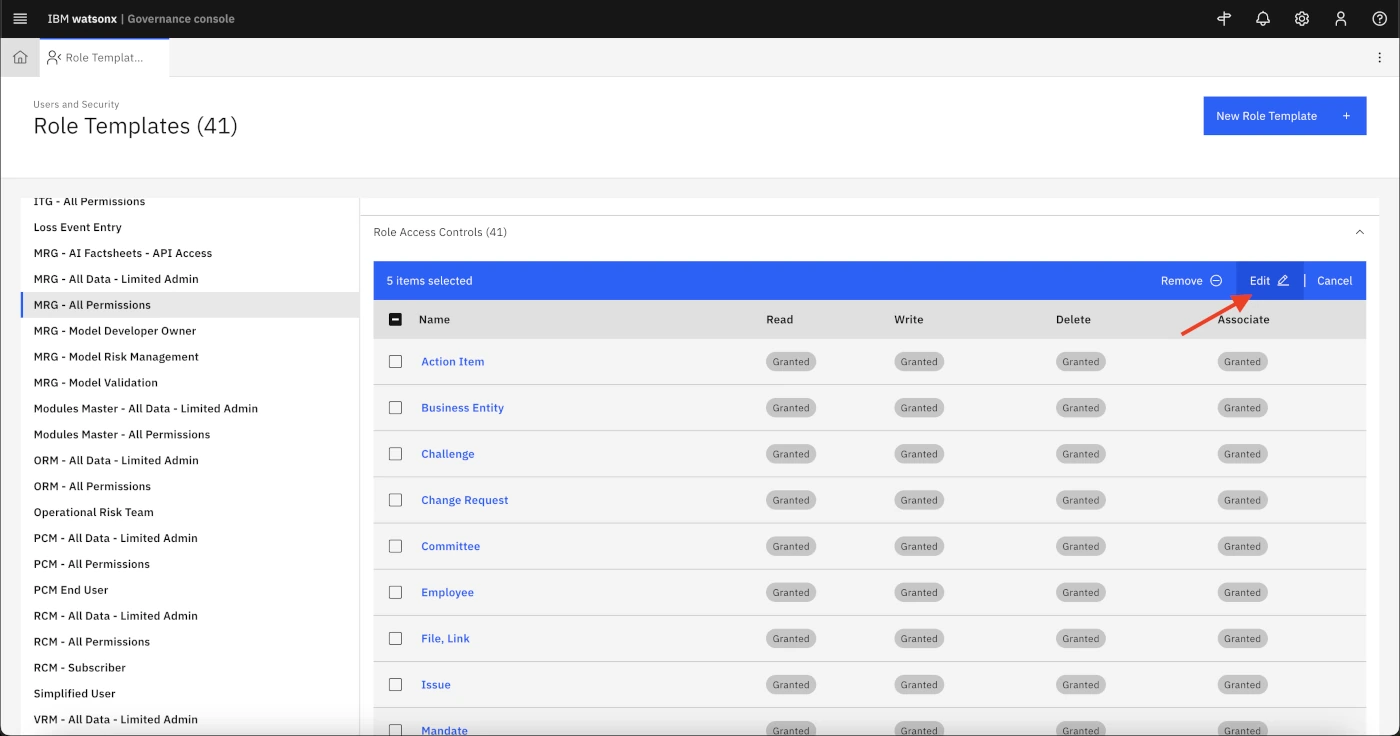 IBM watsonx | Governance console
Role Templat...
Users and Security
Role Templates (41)
New Role Template +
ITG - All Permissions
Loss Event Entry
MRG - AI Factsheets - API Access
MRG - All Data - Limited Admin
MRG - All Permissions
MRG - Model Developer Owner
MRG - Model Risk Management
MRG - Model Validation
Modules Master - All Data - Limited Admin
Modules Master - All Permissions
ORM - All Data - Limited Admin
ORM - All Permissions
Operational Risk Team
PCM - All Data - Limited Admin
PCM - All Permissions
PCM End User
RCM - All Data - Limited Admin
RCM - All Permissions
RCM - Subscriber
Simplified User
VRM - All Data - Limited Admin
Role Access Controls (41)
5 items selected Remove Edit | Cancel
Name Read Write Delete Associate
Action Item Granted Granted Granted Granted
Business Entity Granted Granted Granted Granted
Challenge Granted Granted Granted Granted
Change Request Granted Granted Granted Granted
Committee Granted Granted Granted Granted
Employee Granted Granted Granted Granted
File, Link Granted Granted Granted Granted
Issue Granted Granted Granted Granted
Mandate Granted Granted Granted Granted